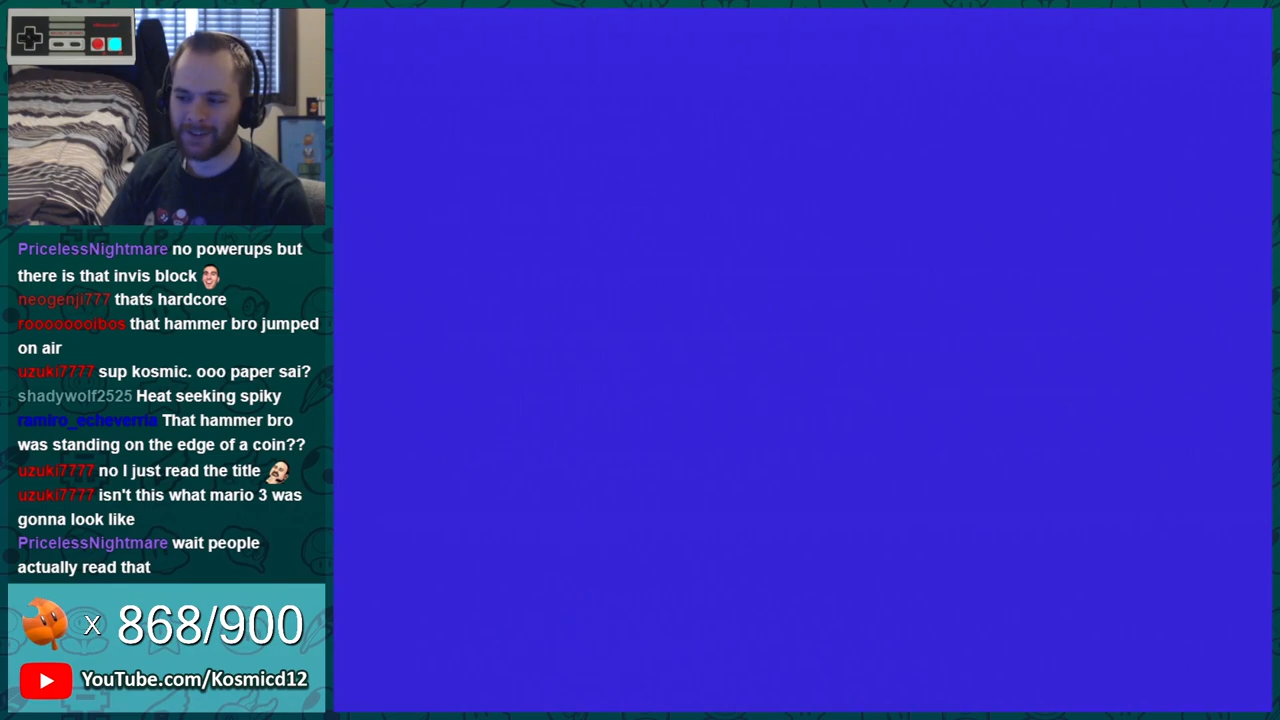 PricelessNightmare no powerups but
there is that invis block
neogenji777 thats hardcore
roooooooibos that hammer bro jumped
on air
uzuki7777 sup kosmic. ooo paper sai?
shadywolf2525 Heat seeking spiky
ramiro_echeverria That hammer bro
was standing on the edge of a coin??
uzuki7777 no I just read the title
uzuki7777 isn't this what mario 3 was
gonna look like
PricelessNightmare wait people
actually read that
x 868/900
YouTube.com/Kosmicd12